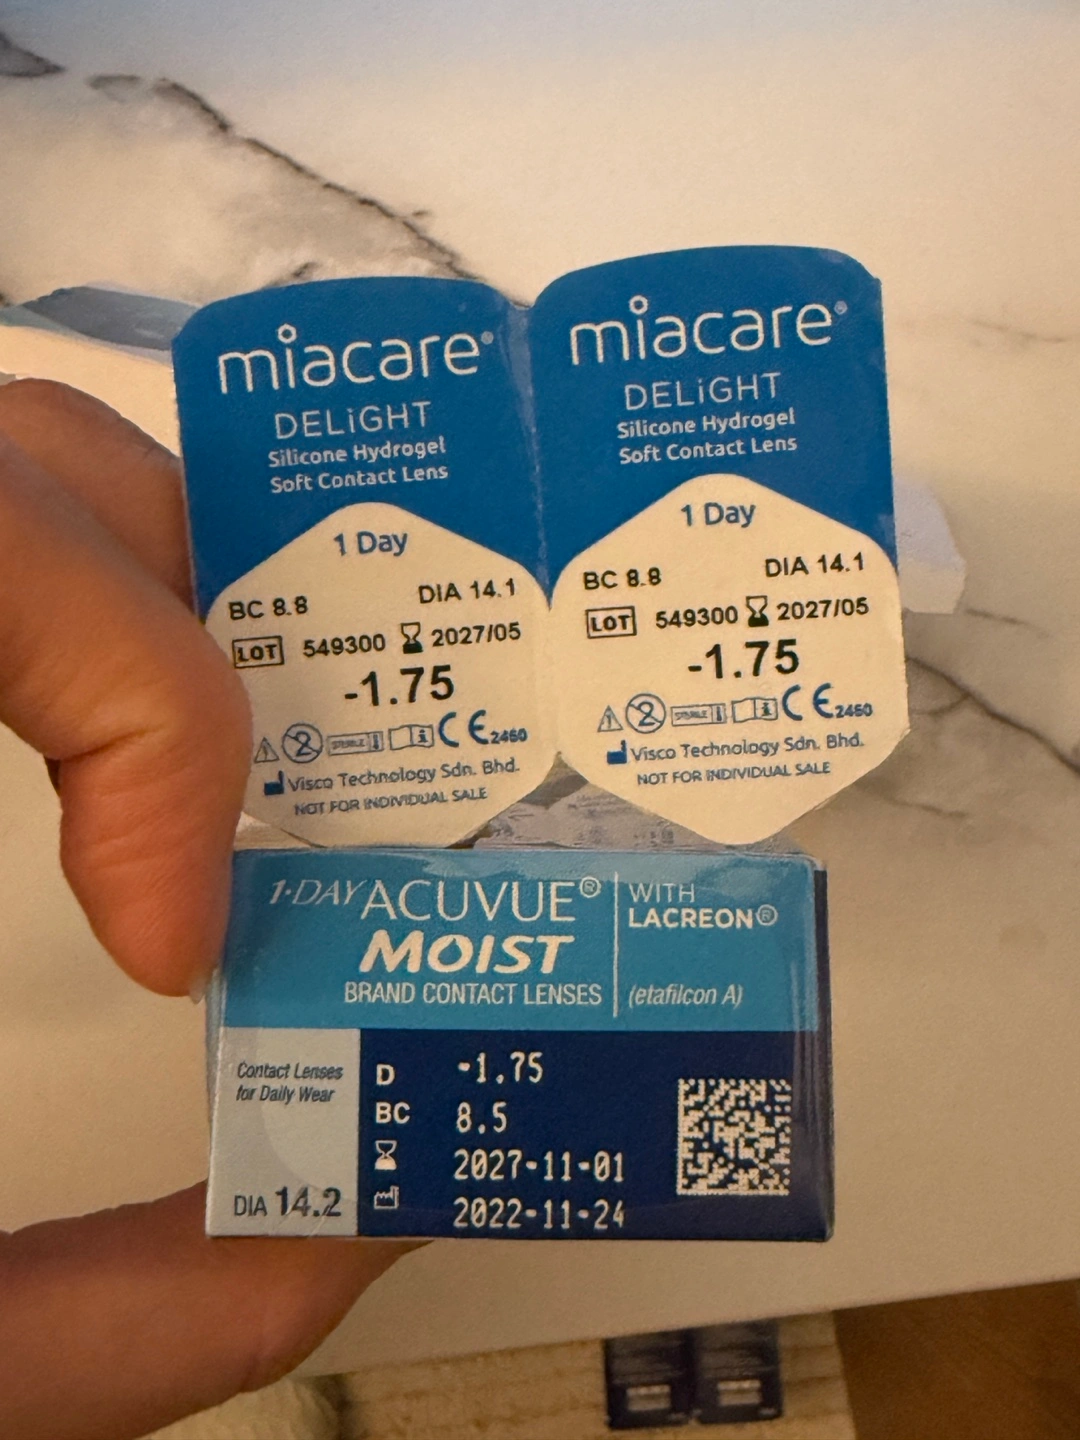 miacare®
DELiGHT
Silicone Hydrogel
Soft Contact Lens
1 Day
BC 8.8 DIA 14.1
LOT 549300 2027/05
-1.75
STERILE
CE 2460
Visco Technology Sdn. Bhd.
NOT FOR INDIVIDUAL SALE
miacare®
DELiGHT
Silicone Hydrogel
Soft Contact Lens
1 Day
BC 8.8 DIA 14.1
LOT 549300 2027/05
-1.75
STERILE
CE 2460
Visco Technology Sdn. Bhd.
NOT FOR INDIVIDUAL SALE
1-DAY ACUVUE®
MOIST
BRAND CONTACT LENSES
WITH
LACREON®
(etafilcon A)
Contact Lenses
for Daily Wear
DIA 14.2
D -1.75
BC 8.5
2027-11-01
2022-11-24